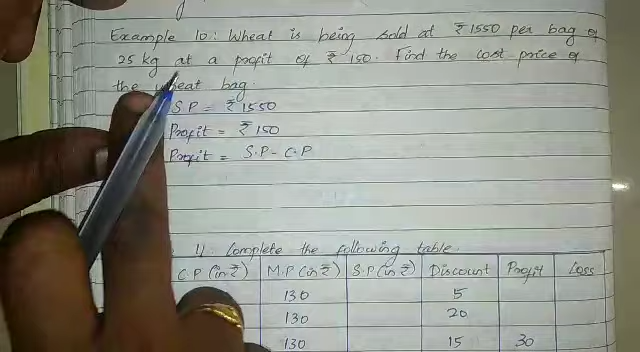 Example 10: Wheat is being sold at ₹1550 per bag of
25 kg at a profit of ₹ 150. Find the cost price of
the wheat bag.
S.P = ₹1550
Profit = ₹ 150
Profit = S.P - C.P
4) Complete the following table.
C.P (in ₹) M.P (in ₹) S.P (in ₹) Discount Profit Loss
130 5
130 20
130 15 30